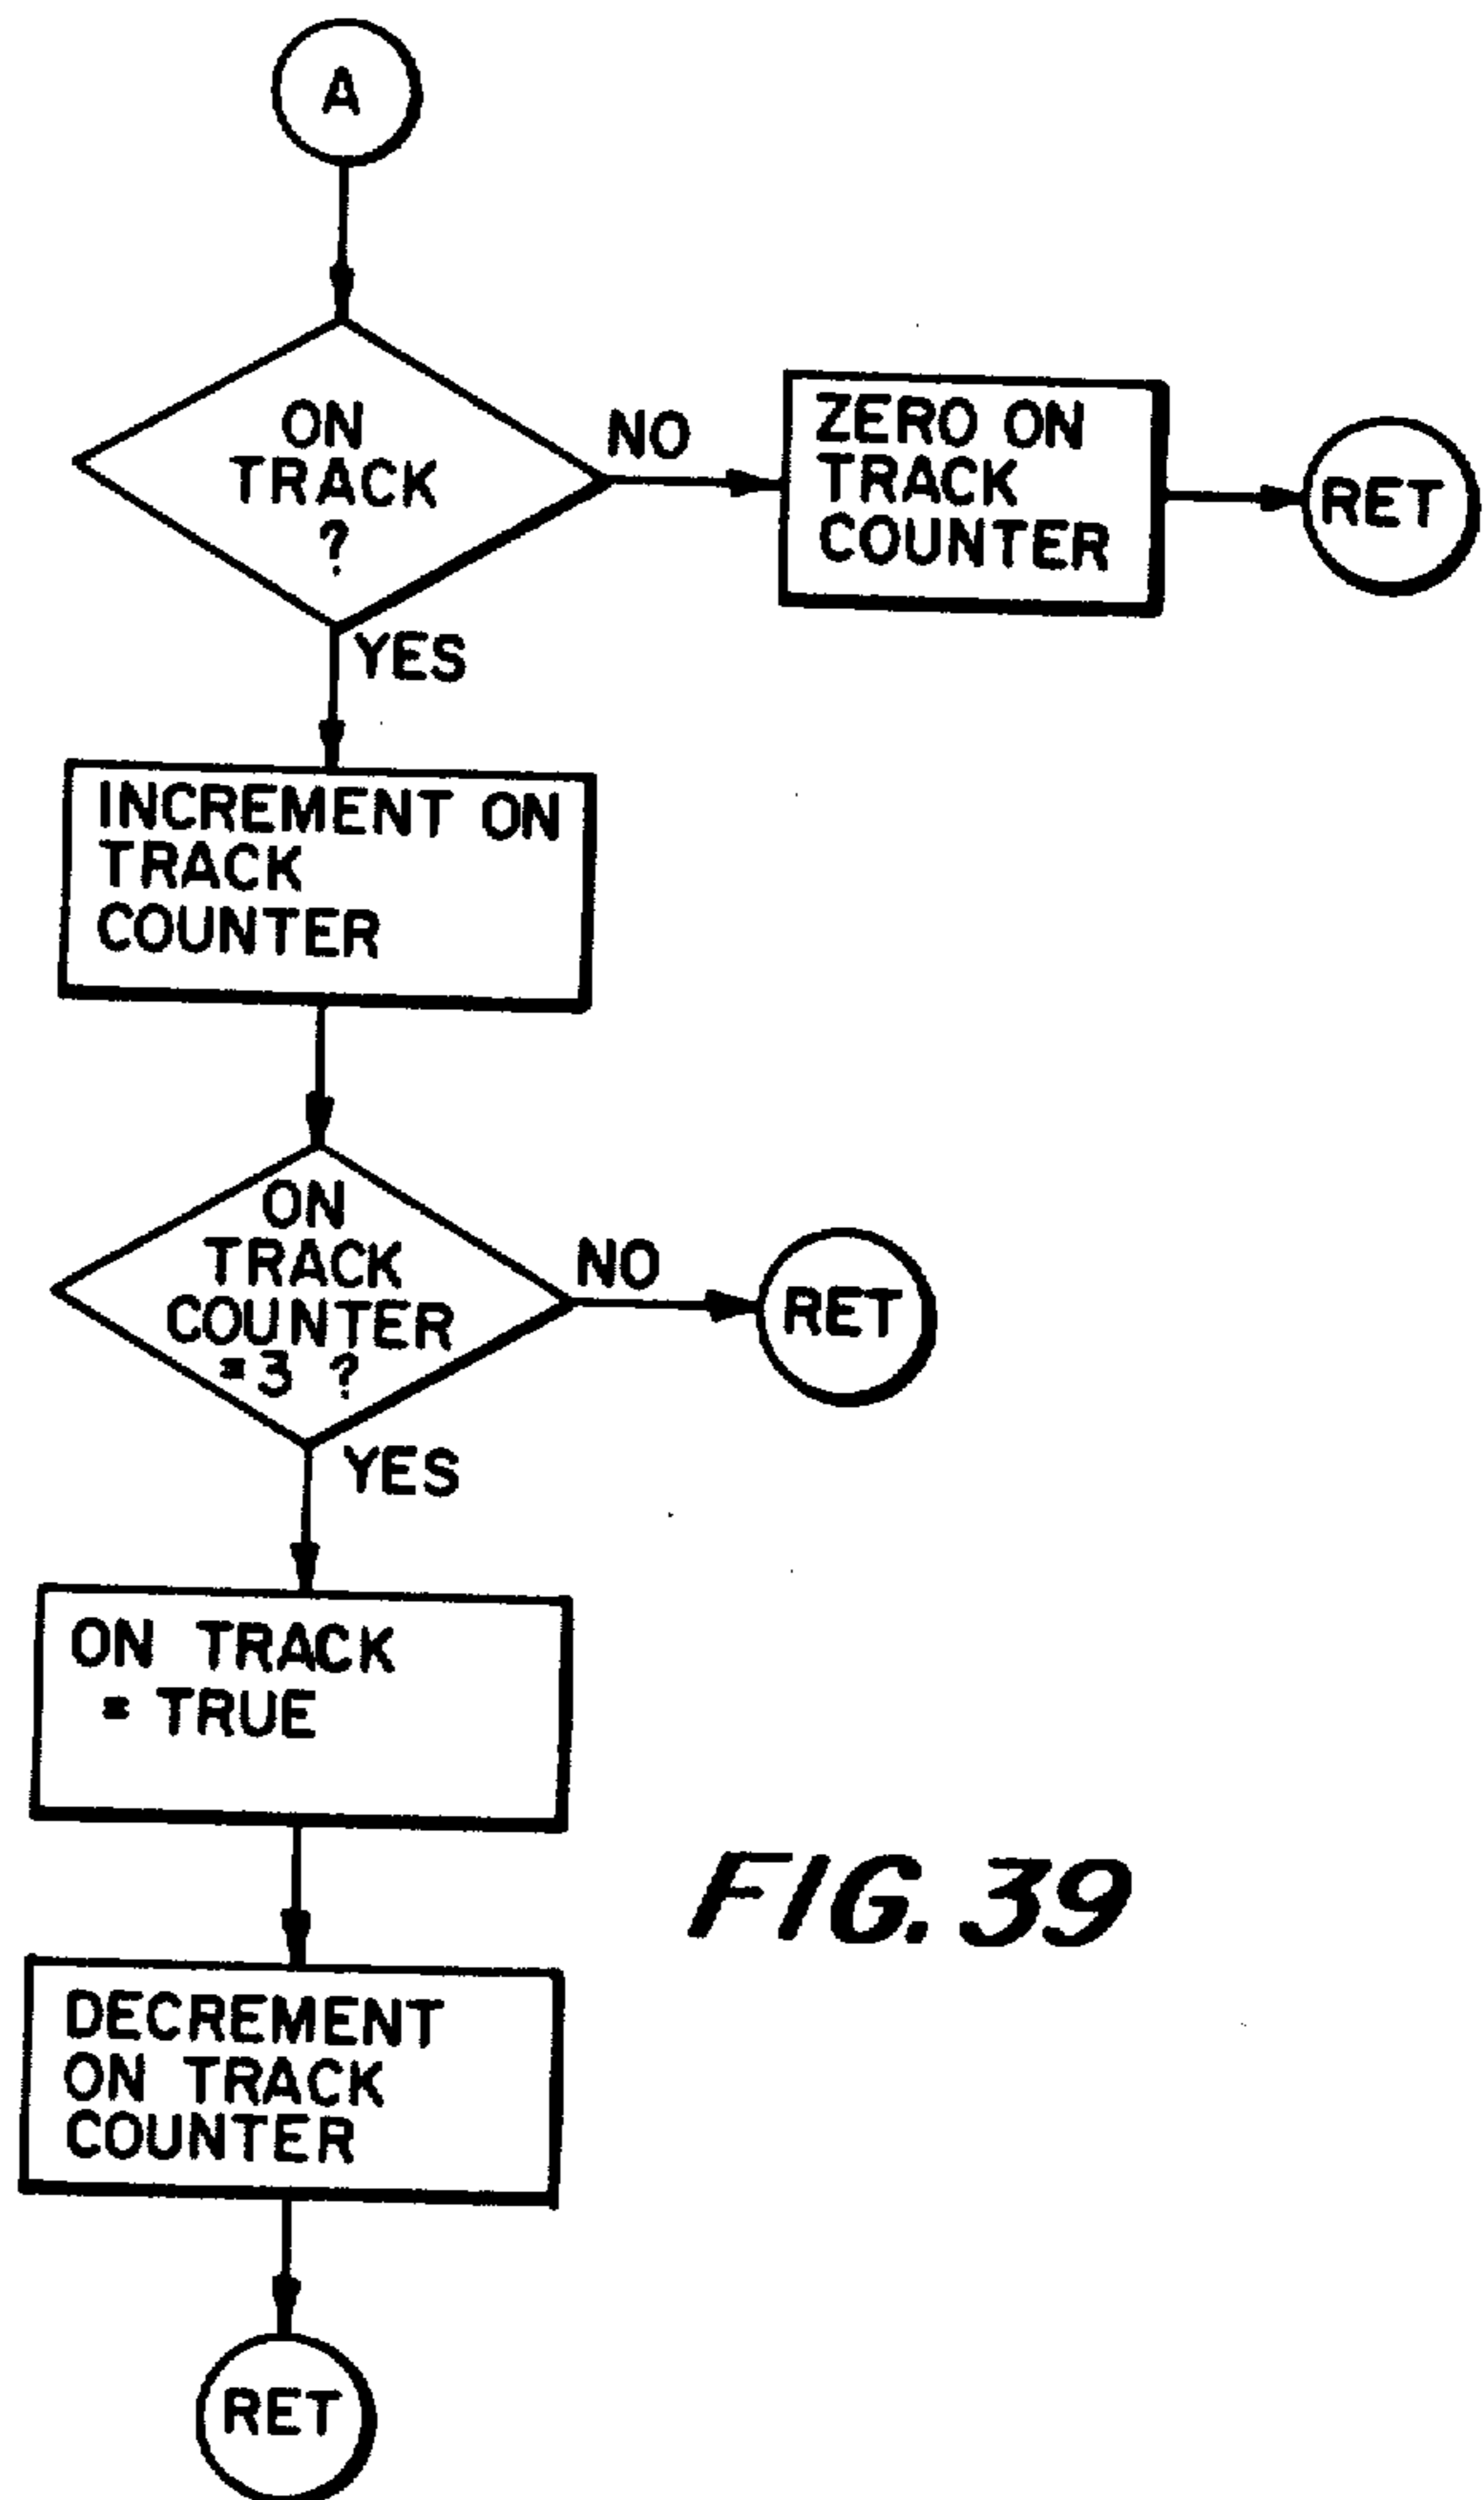 A
ON
TRACK
?
NO
ZERO ON
TRACK
COUNTER
RET
YES
INCREMENT ON
TRACK
COUNTER
ON
TRACK
COUNTER
=3 ?
NO
RET
YES
ON TRACK
= TRUE
FIG. 39
DECREMENT
ON TRACK
COUNTER
RET